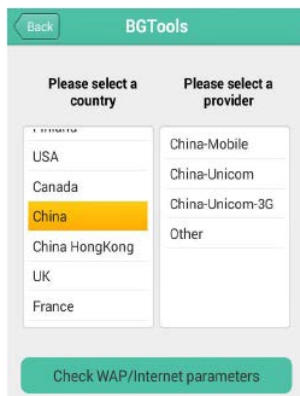 Back
BGTools
Please select a
country
Please select a
provider
Finland
USA
Canada
China
China HongKong
UK
France
China-Mobile
China-Unicom
China-Unicom-3G
Other
Check WAP/Internet parameters